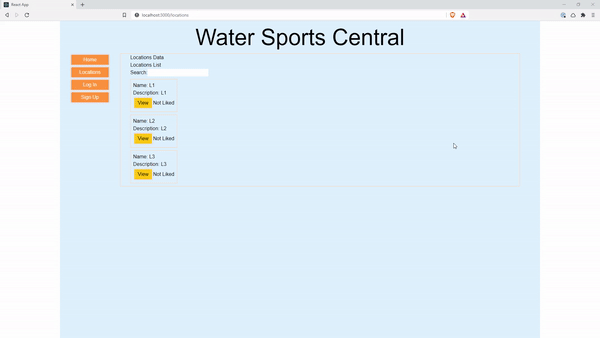 React App
localhost:3000/locations
Water Sports Central
Home
Locations
Log In
Sign Up
Locations Data
Locations List
Search:
Name: L1
Description: L1
View Not Liked
Name: L2
Description: L2
View Not Liked
Name: L3
Description: L3
View Not Liked